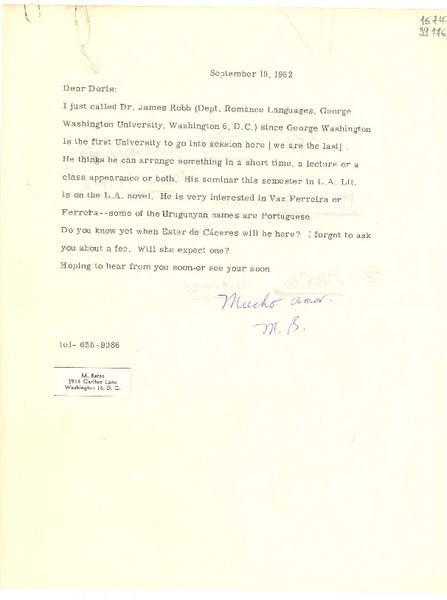 1674
39176
September 19, 1962
Dear Doris:
I just called Dr. James Robb (Dept. Romance Languages, George
Washington University, Washington 6, D.C.) since George Washington
is the first University to go into session here [ we are the last] .
He thinks he can arrange something in a short time, a lecture or a
class appearance or both. His seminar this semester in L.A. Lit.
is on the L.A. novel. He is very interested in Vaz Ferreira or
Ferreira--some of the Uruguayan names are Portuguese
Do you know yet when Ester de Cáceres will be here? I forgot to ask
you about a fee. Will she expect one?
Hoping to hear from you soon-or see your soon
Mucho amor.
M. B.
tel- 656-9086
M. Bates
5914 Carlton Lane
Washington 16, D. C.